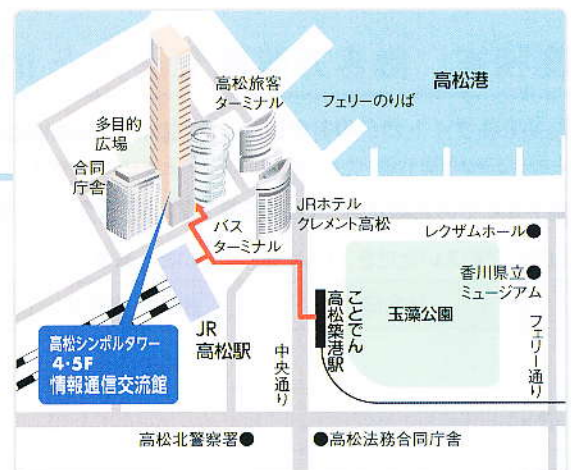 高松旅客
ターミナル
フェリーのりば
高松港
多目的
広場
合同
庁舎
バス
ターミナル
JRホテル
クレメント高松
レクザムホール
香川県立
ミュージアム
玉藻公園
ことでん
高松築港駅
フェリー通り
中央通り
JR
高松駅
高松シンボルタワー
4・5F
情報通信交流館
高松北警察署
高松法務合同庁舎